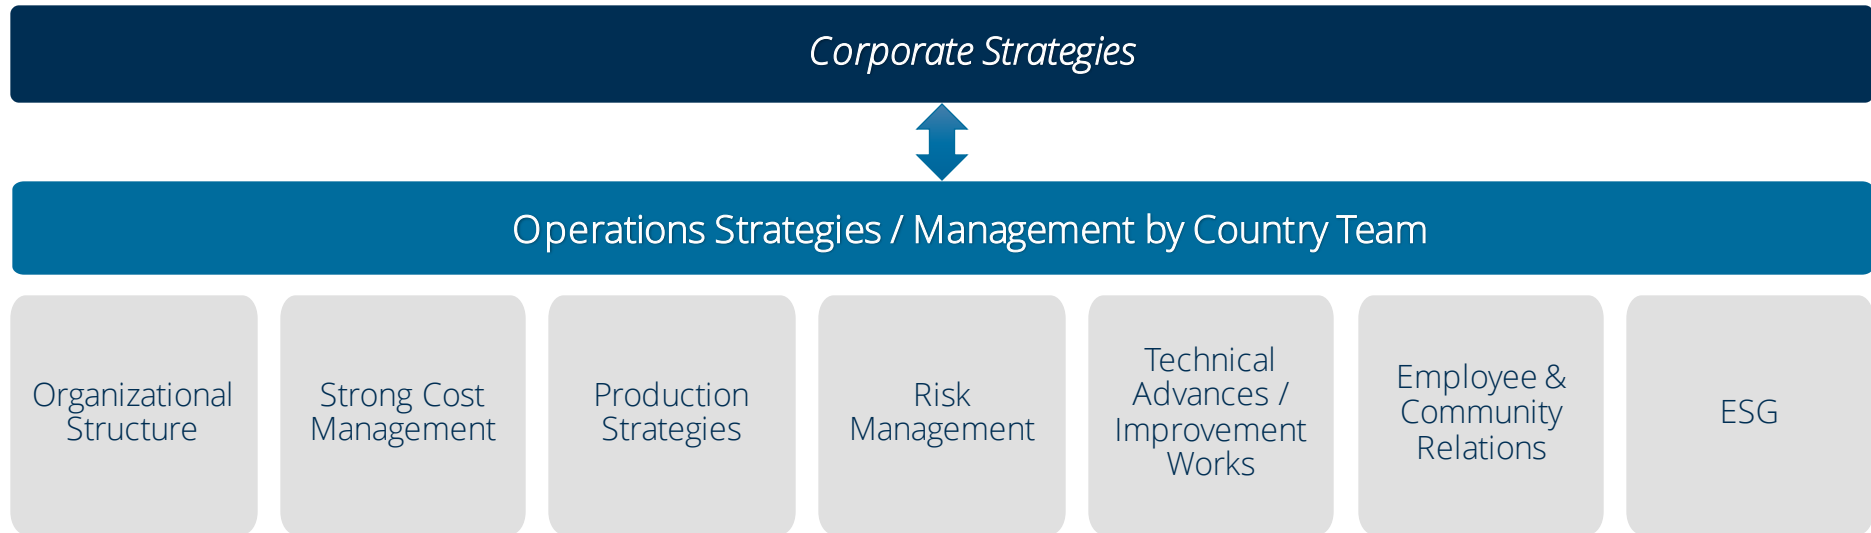 Corporate Strategies
Operations Strategies / Management by Country Team
Organizational
Structure
Strong Cost
Management
Production
Strategies
Risk
Management
Technical
Advances /
Improvement
Works
Employee &
Community
Relations
ESG